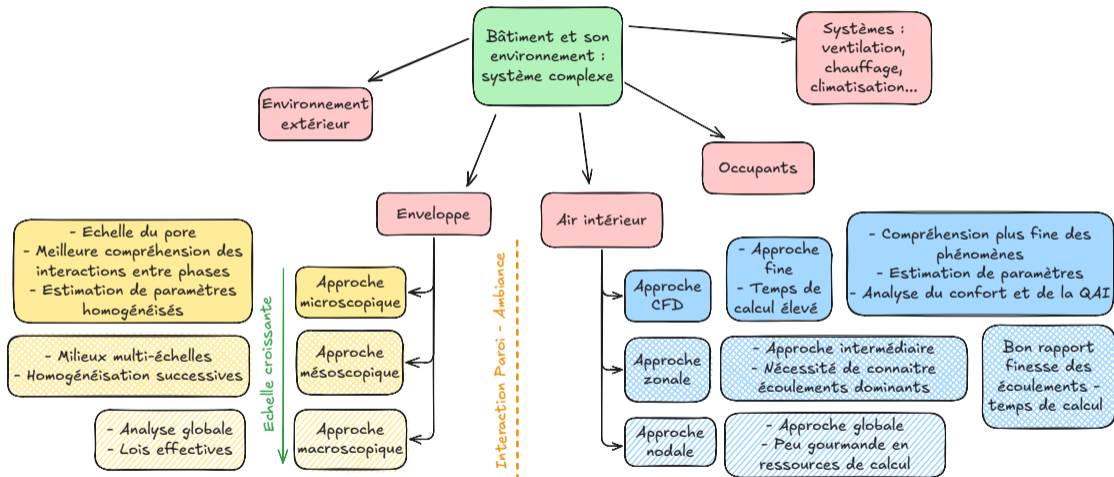 Bâtiment et son
environnement :
système complexe
Systèmes :
ventilation,
chauffage,
climatisation...
Environnement
extérieur
Occupants
Enveloppe
Air intérieur
- Echelle du pore
- Meilleure compréhension des
interactions entre phases
- Estimation de paramètres
homogénéisés
- Milieux multi-échelles
- Homogénéisation successives
- Analyse globale
- Lois effectives
Echelle croissante
Approche
microscopique
Approche
mésoscopique
Approche
macroscopique
Interaction Paroi - Ambiance
Approche
CFD
- Approche
fine
- Temps de
calcul élevé
- Compréhension plus fine des
phénomènes
- Estimation de paramètres
- Analyse du confort et de la QAI
Approche
zonale
- Approche intermédiaire
- Nécessité de connaitre
écoulements dominants
Bon rapport
finesse des
écoulements -
temps de calcul
Approche
nodale
- Approche globale
- Peu gourmande en
ressources de calcul